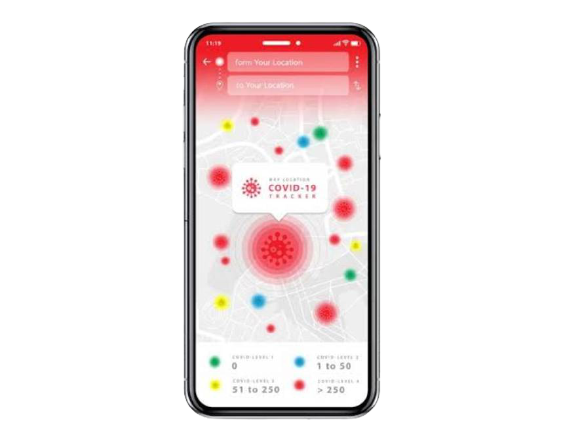 11:19
form Your Location
to Your Location
MAP LOCATION
COVID-19
TRACKER
COVID-LEVEL 1
0
COVID-LEVEL 2
1 to 50
COVID-LEVEL 3
51 to 250
COVID-LEVEL 4
> 250